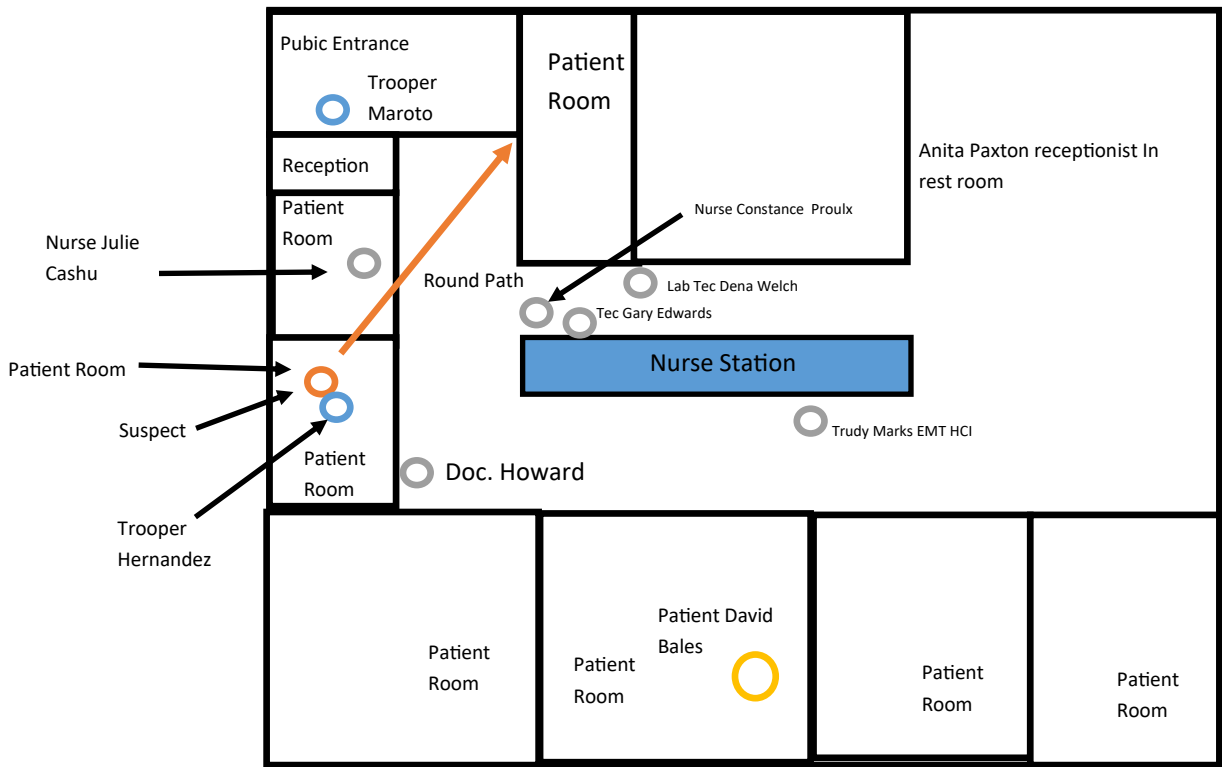 Pubic Entrance
Trooper
Maroto
Patient
Room
Reception
Anita Paxton receptionist In
rest room
Patient
Room
Nurse Constance  Proulx
Nurse Julie
Cashu
Round Path
Lab Tec Dena Welch
Tec Gary Edwards
Nurse Station
Patient Room
Suspect
Trudy Marks EMT HCI
Patient
Room
Doc. Howard
Trooper
Hernandez
Patient David
Bales
Patient
Room
Patient
Room
Patient
Room
Patient
Room